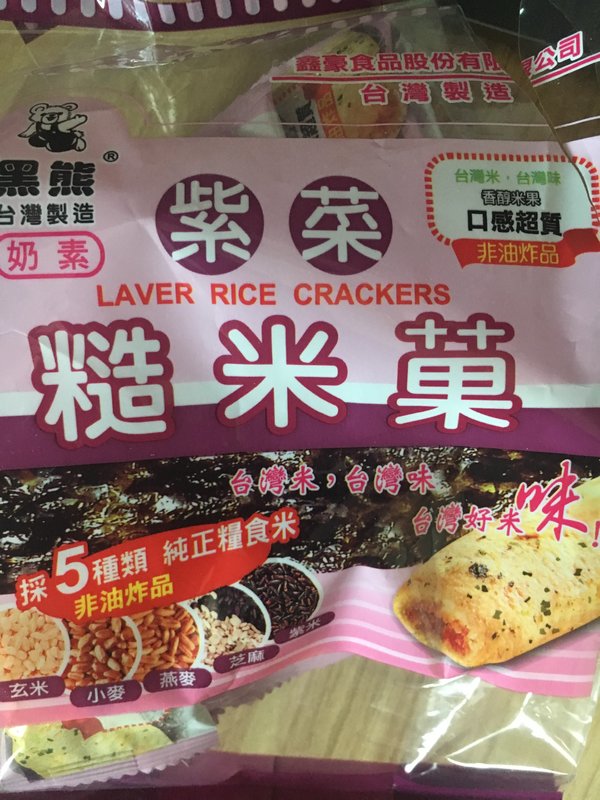 鑫豪食品股份有限公司
台灣製造
黑熊®
台灣製造
奶素
紫菜
台灣米，台灣味
香醇米果
口感超質
非油炸品
LAVER RICE CRACKERS
糙米菓
台灣米，台灣味
台灣好米味！
採5種類 純正糧食米
非油炸品
玄米
小麥
燕麥
芝麻
紫米